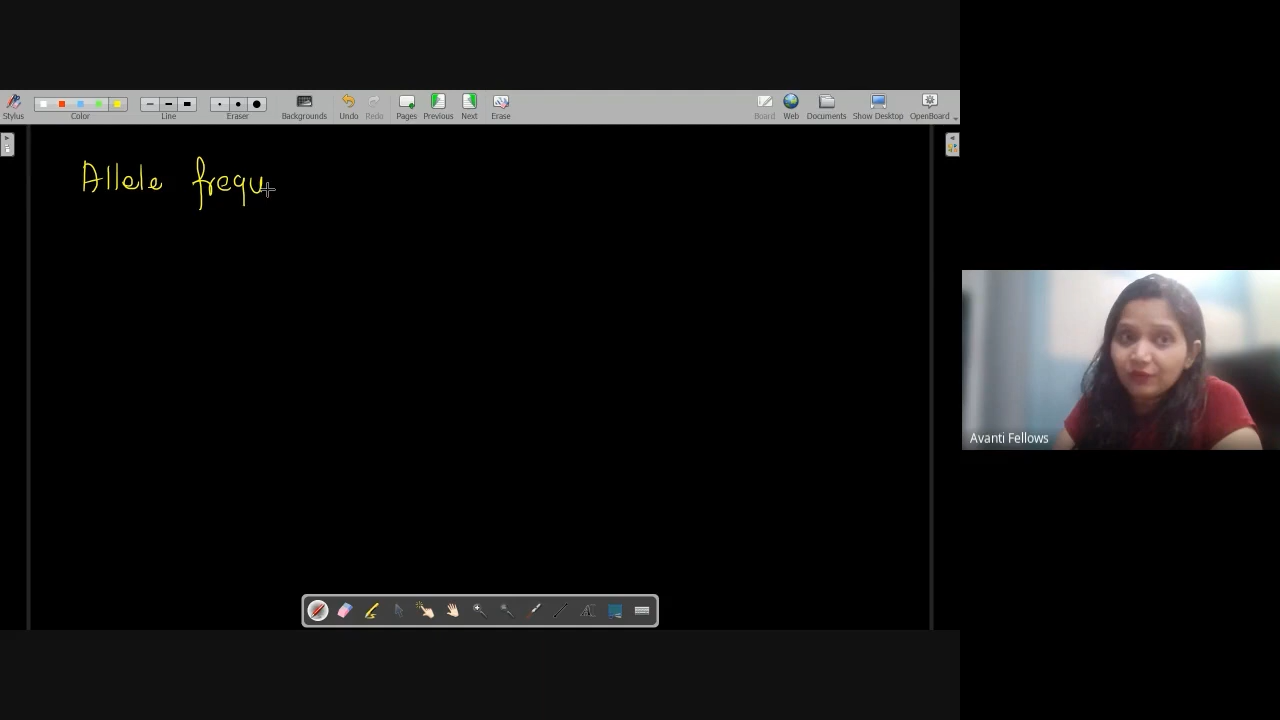 Stylus Color Line Eraser Backgrounds Undo Redo Pages Previous Next Erase Board Web Documents Show Desktop OpenBoard
Allele frequ
Avanti Fellows